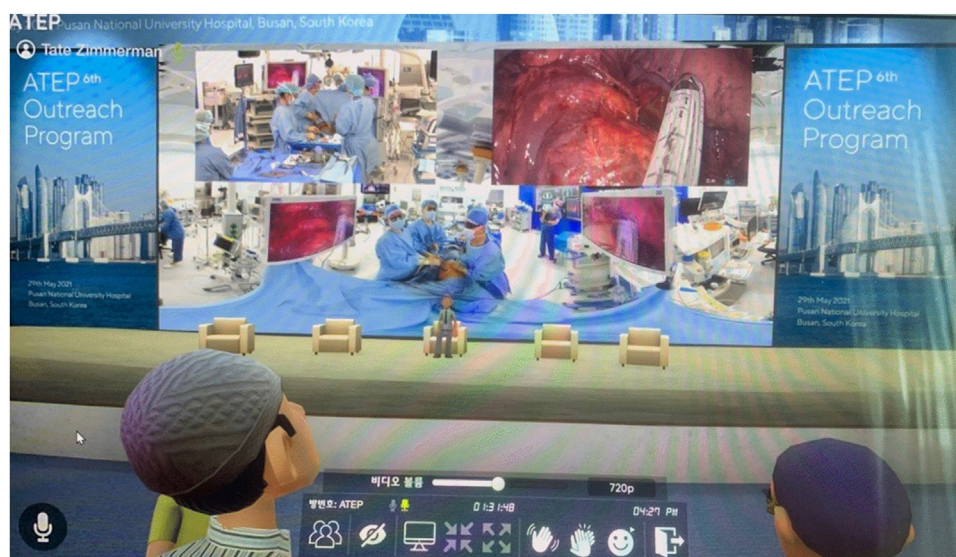 ATEP
Pusan National University Hospital, Busan, South Korea
Tate Zimmerman
ATEP 6th
Outreach
Program
29th May 2021
Pusan National University Hospital
Busan, South Korea
ATEP 6th
Outreach
Program
29th May 2021
Pusan National University Hospital
Busan, South Korea
비디오 볼륨
720p
방번호: ATEP
01:31:48
04:27 PM